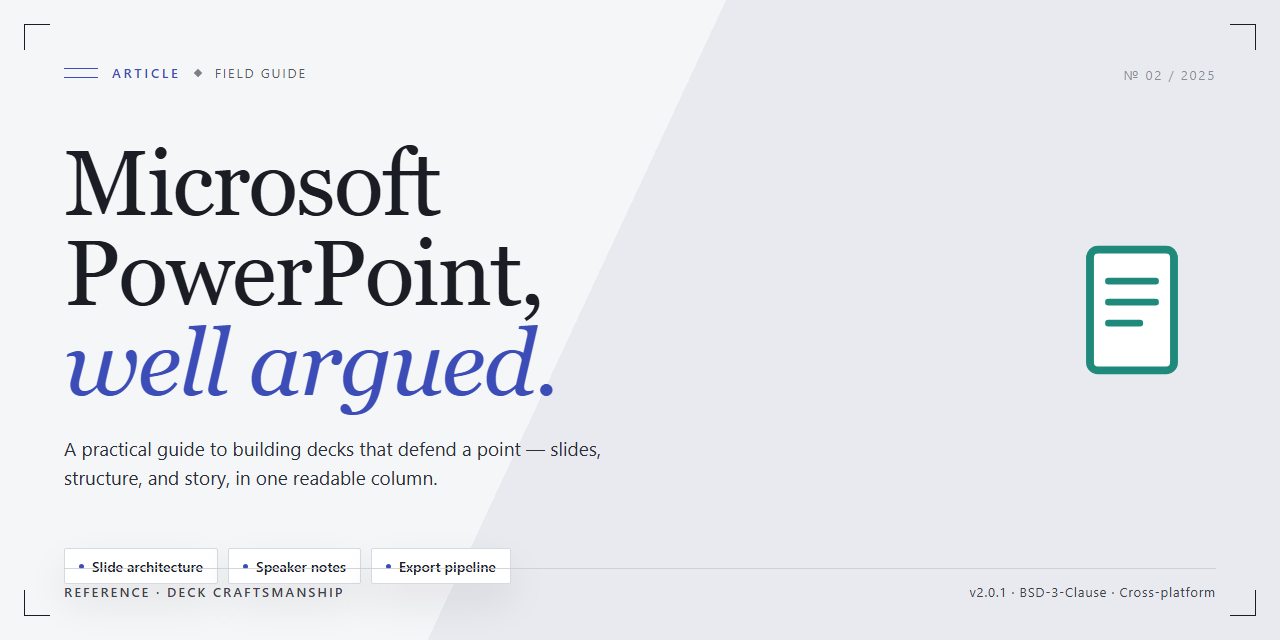 ARTICLE ◆ FIELD GUIDE
№ 02 / 2025
Microsoft
PowerPoint,
well argued.
A practical guide to building decks that defend a point — slides,
structure, and story, in one readable column.
• Slide architecture • Speaker notes • Export pipeline
REFERENCE · DECK CRAFTSMANSHIP
v2.0.1 · BSD-3-Clause · Cross-platform